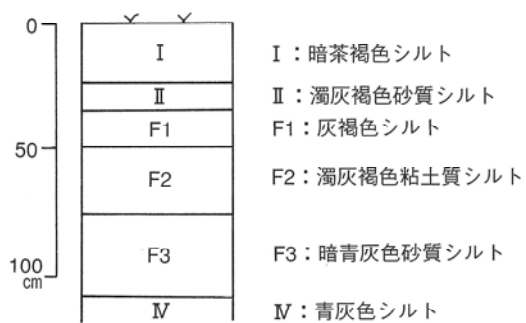 0
50
100
cm
Ⅰ
Ⅱ
F1
F2
F3
Ⅳ
Ⅰ：暗茶褐色シルト
Ⅱ：濁灰褐色砂質シルト
F1：灰褐色シルト
F2：濁灰褐色粘土質シルト
F3：暗青灰色砂質シルト
Ⅳ：青灰色シルト